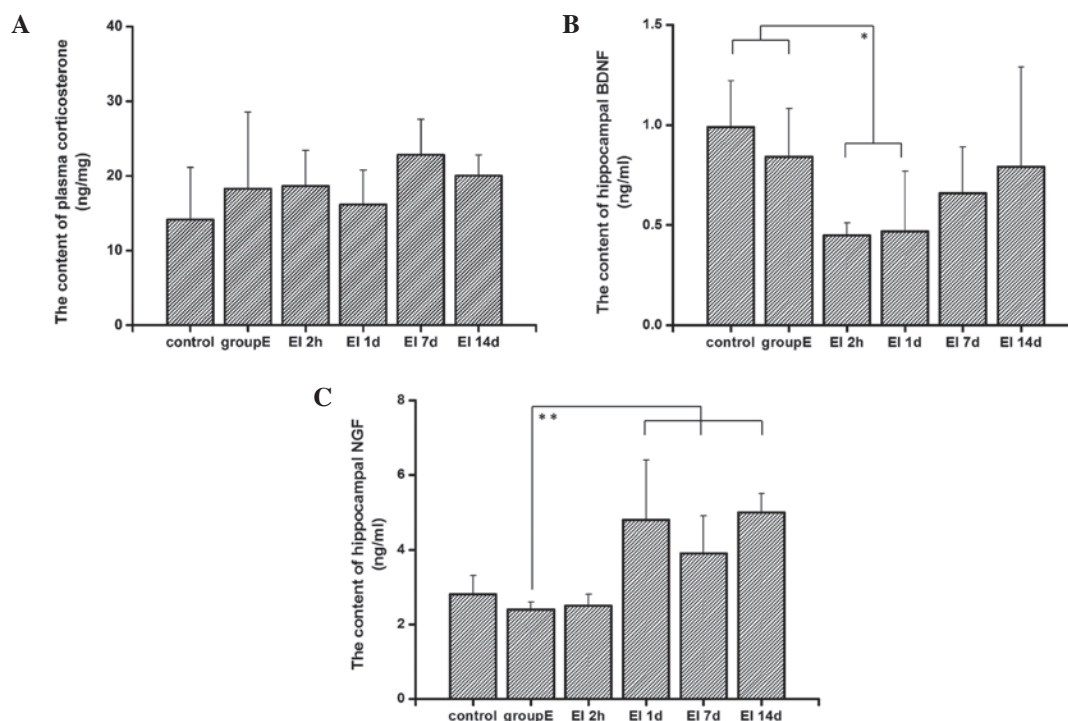 A
The content of plasma corticosterone
(ng/mg)
40
30
20
10
0
control groupE EI 2h EI 1d EI 7d EI 14d
B
The content of hippocampal BDNF
(ng/ml)
1.5
1.0
0.5
0.0
*
control groupE EI 2h EI 1d EI 7d EI 14d
C
The content of hippocampal NGF
(ng/ml)
8
6
4
2
0
**
control groupE EI 2h EI 1d EI 7d EI 14d